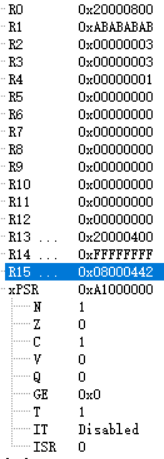 R0 0x20000800
R1 0xABABABAB
R2 0x00000003
R3 0x00000003
R4 0x00000001
R5 0x00000000
R6 0x00000000
R7 0x00000000
R8 0x00000000
R9 0x00000000
R10 0x00000000
R11 0x00000000
R12 0x00000000
R13 ... 0x20000400
R14 ... 0xFFFFFFFF
R15 ... 0x08000442
xPSR 0xA1000000
N 1
Z 0
C 1
V 0
Q 0
GE 0x0
T 1
IT Disabled
ISR 0